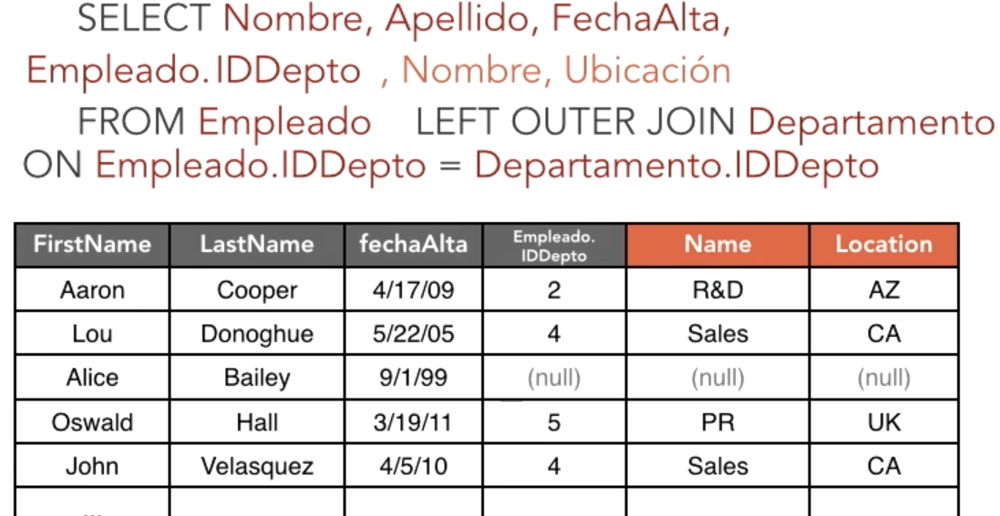 SELECT Nombre, Apellido, FechaAlta,
Empleado.IDDepto , Nombre, Ubicación
FROM Empleado LEFT OUTER JOIN Departamento
ON Empleado.IDDepto = Departamento.IDDepto
FirstName LastName fechaAlta Empleado. IDDepto Name Location
Aaron Cooper 4/17/09 2 R&D AZ
Lou Donoghue 5/22/05 4 Sales CA
Alice Bailey 9/1/99 (null) (null) (null)
Oswald Hall 3/19/11 5 PR UK
John Velasquez 4/5/10 4 Sales CA
...